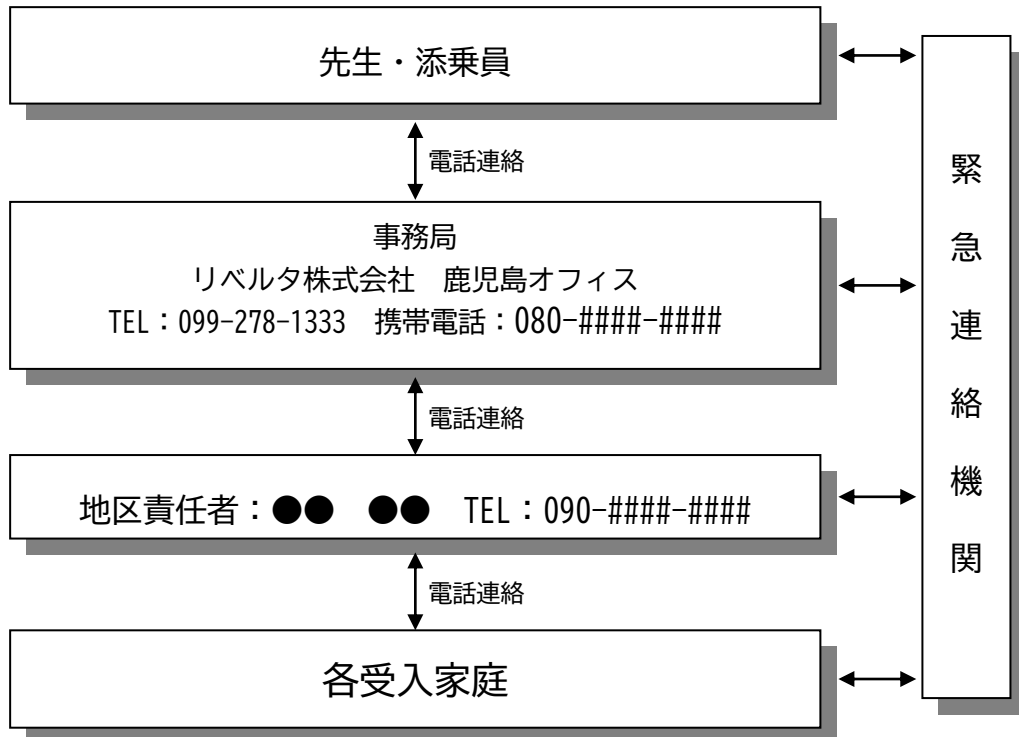 先生・添乗員
電話連絡
事務局
リベルタ株式会社　鹿児島オフィス
TEL：099-278-1333　携帯電話：080-####-####
電話連絡
地区責任者：●●　●●　TEL：090-####-####
電話連絡
各受入家庭
緊急連絡機関